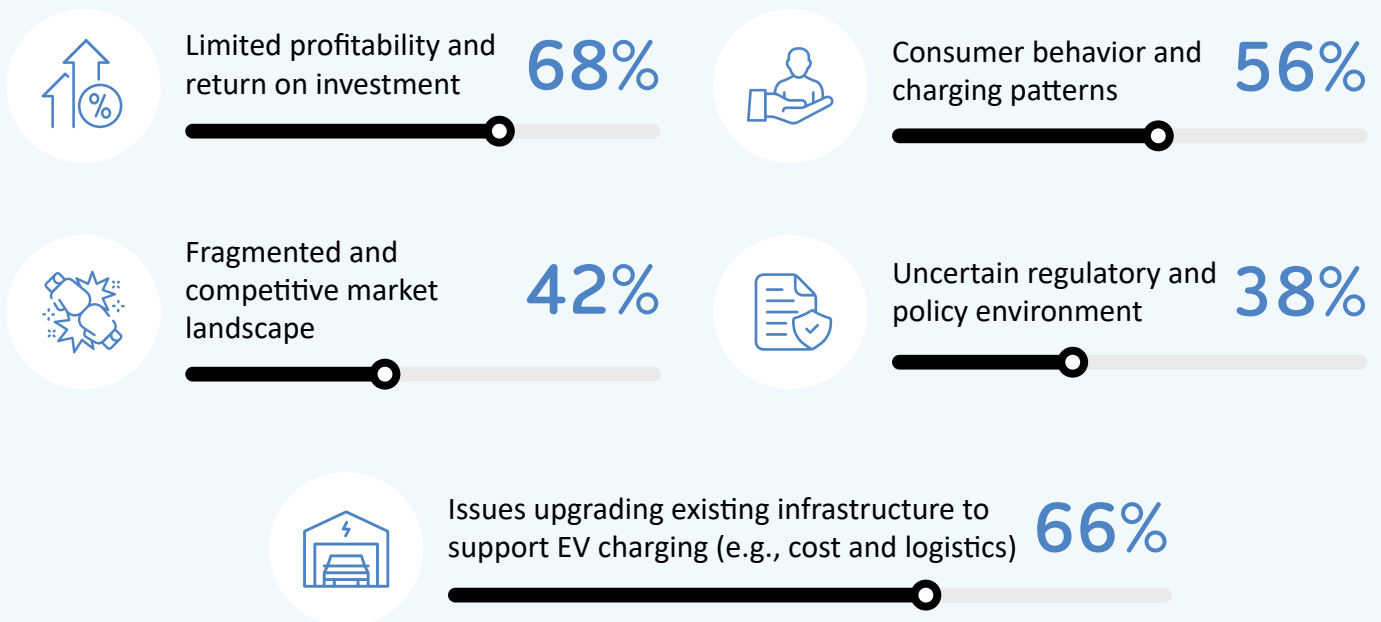 Limited profitability and
return on investment
68%
%
Consumer behavior and
charging patterns
56%
Fragmented and
competitive market
landscape
42%
Uncertain regulatory and
policy environment
38%
Issues upgrading existing infrastructure to
support EV charging (e.g., cost and logistics)
66%